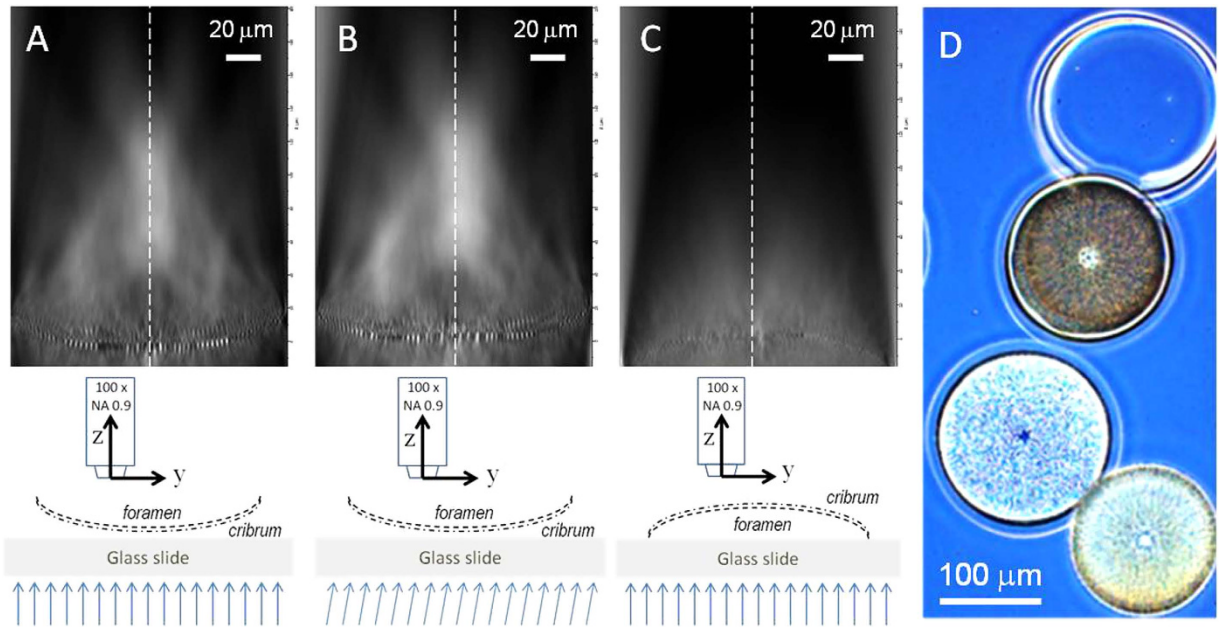 A
20 μm
B
20 μm
C
20 μm
D
100 x
NA 0.9
Z
y
foramen
cribrum
Glass slide
100 x
NA 0.9
Z
y
foramen
cribrum
Glass slide
100 x
NA 0.9
Z
y
cribrum
foramen
Glass slide
100 μm